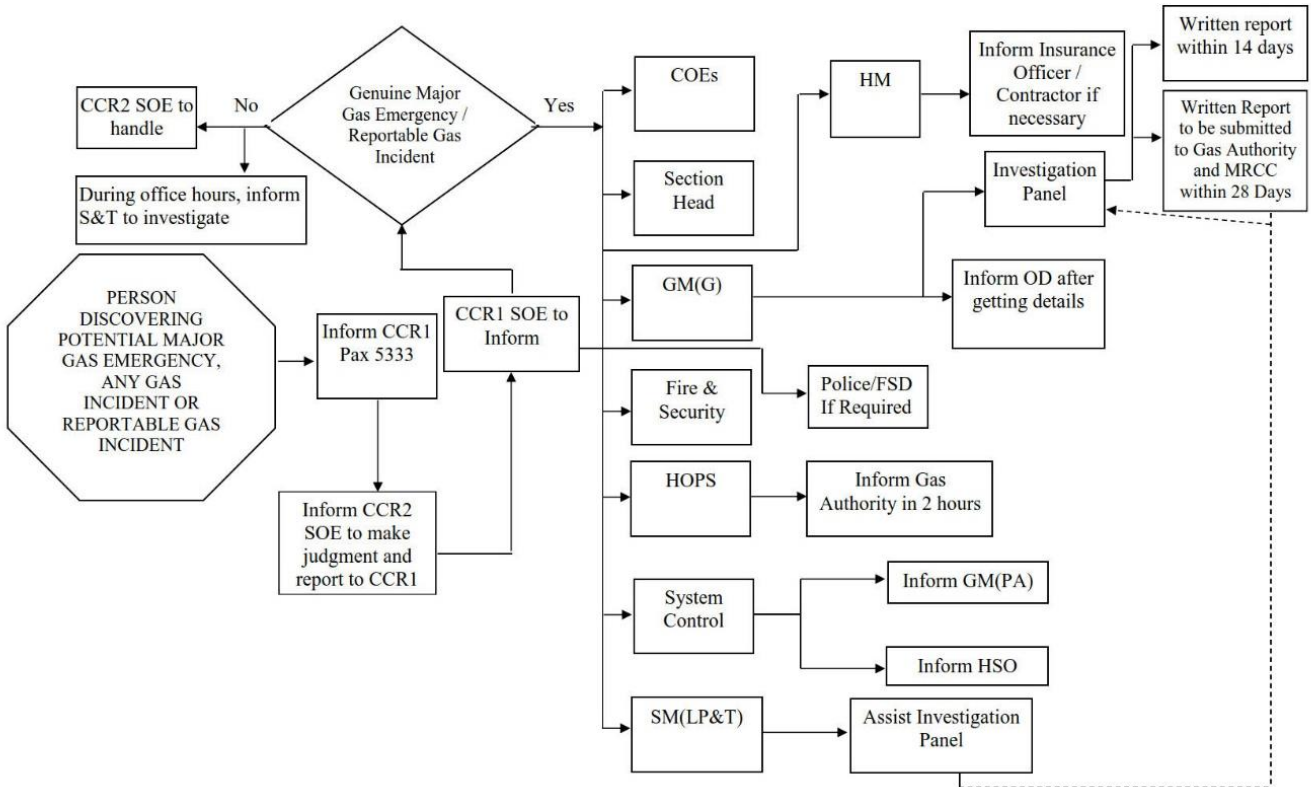 CCR2 SOE to
handle
No
Genuine Major
Gas Emergency /
Reportable Gas
Incident
Yes
During office hours, inform
S&T to investigate
PERSON
DISCOVERING
POTENTIAL MAJOR
GAS EMERGENCY,
ANY GAS
INCIDENT OR
REPORTABLE GAS
INCIDENT
Inform CCR1
Pax 5333
Inform CCR2
SOE to make
judgment and
report to CCR1
CCR1 SOE to
Inform
COEs
Section
Head
GM(G)
Fire &
Security
HOPS
System
Control
SM(LP&T)
HM
Inform Insurance
Officer /
Contractor if
necessary
Investigation
Panel
Written report
within 14 days
Written Report
to be submitted
to Gas Authority
and MRCC
within 28 Days
Inform OD after
getting details
Police/FSD
If Required
Inform Gas
Authority in 2 hours
Inform GM(PA)
Inform HSO
Assist Investigation
Panel